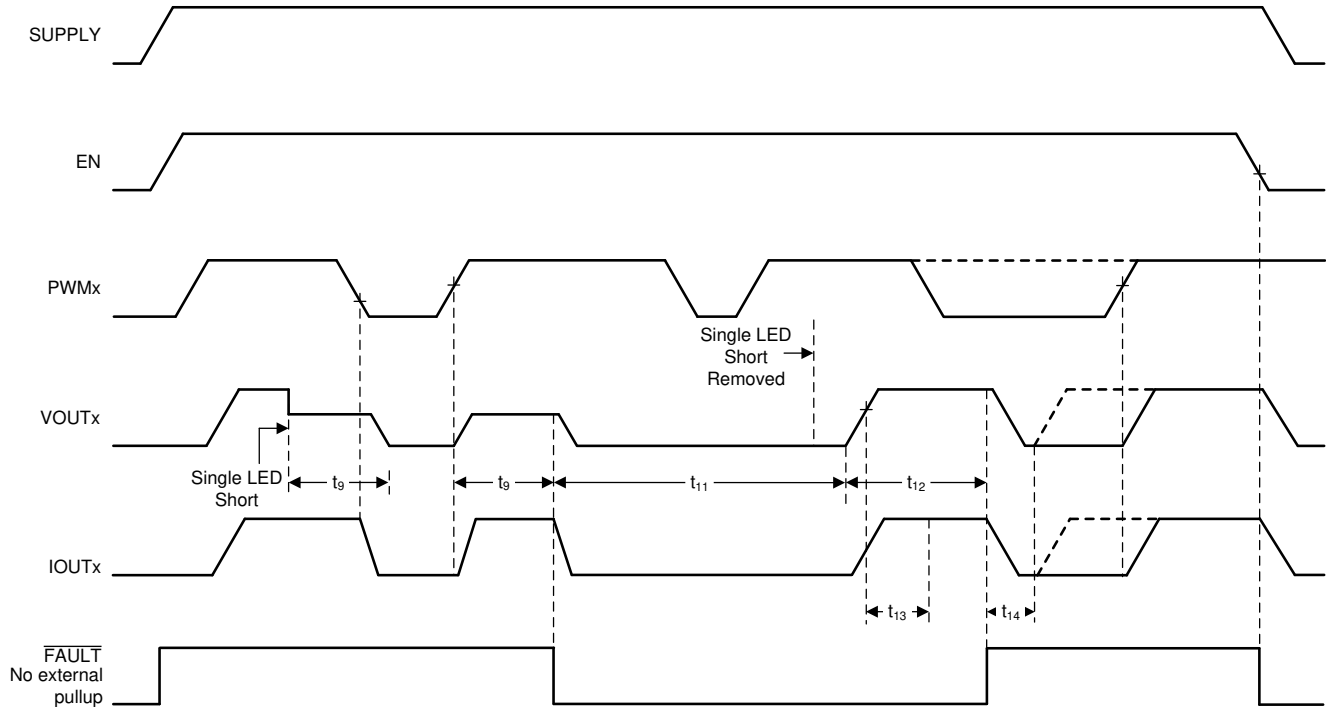 SUPPLY
EN
PWMx
Single LED
Short
Removed
VOUTx
Single LED
Short
t9
t9
t11
t12
IOUTx
t13
t14
FAULT
No external
pullup